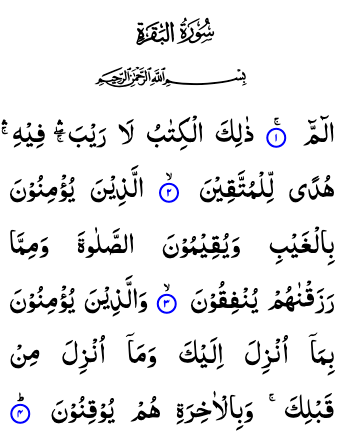 سُوْرَةُ الْبَقَرَةِ
بِسْمِ اللّٰهِ الرَّحْمٰنِ الرَّحِيْمِ
الٓمّٓ ۚ ﴿۱﴾ ذٰلِكَ الْكِتٰبُ لَا رَيْبَ ۛۚ فِيْهِ ۛۚ
هُدًى لِّلْمُتَّقِيْنَ ۙ﴿۲﴾ الَّذِيْنَ يُؤْمِنُوْنَ
بِالْغَيْبِ وَيُقِيْمُوْنَ الصَّلٰوةَ وَمِمَّا
رَزَقْنٰهُمْ يُنْفِقُوْنَ ۙ﴿۳﴾ وَالَّذِيْنَ يُؤْمِنُوْنَ
بِمَآ اُنْزِلَ اِلَيْكَ وَمَآ اُنْزِلَ مِنْ
قَبْلِكَ ۚ وَبِالْاٰخِرَةِ هُمْ يُوْقِنُوْنَ ؕ﴿۴﴾